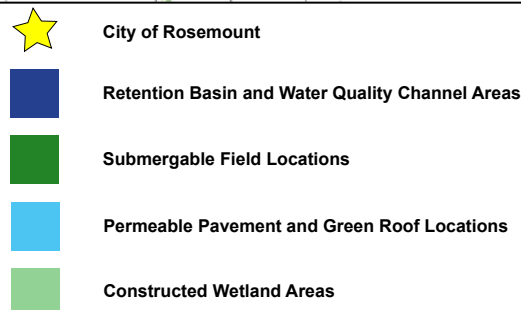 City of Rosemount
Retention Basin and Water Quality Channel Areas
Submergable Field Locations
Permeable Pavement and Green Roof Locations
Constructed Wetland Areas